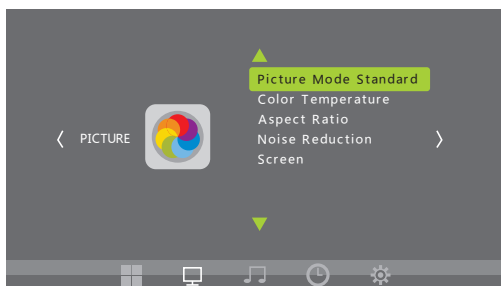 PICTURE
Picture Mode Standard
Color Temperature
Aspect Ratio
Noise Reduction
Screen